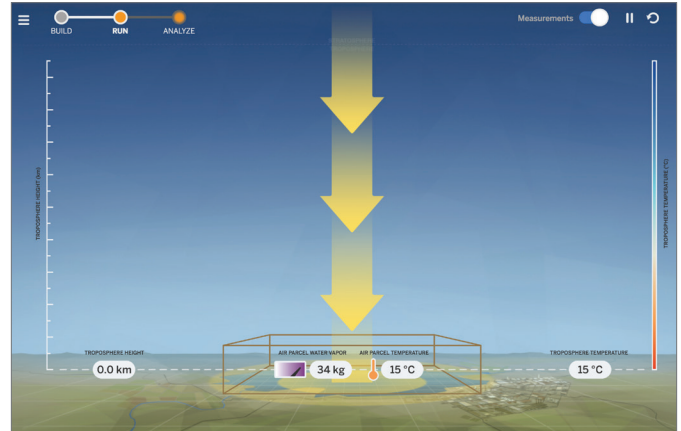 Measurements
BUILD RUN ANALYZE
TROPOSPHERE HEIGHT (km)
TROPOSPHERE TEMPERATURE (°C)
TROPOSPHERE HEIGHT
0.0 km
AIR PARCEL WATER VAPOR
34 kg
AIR PARCEL TEMPERATURE
15 °C
TROPOSPHERE TEMPERATURE
15 °C